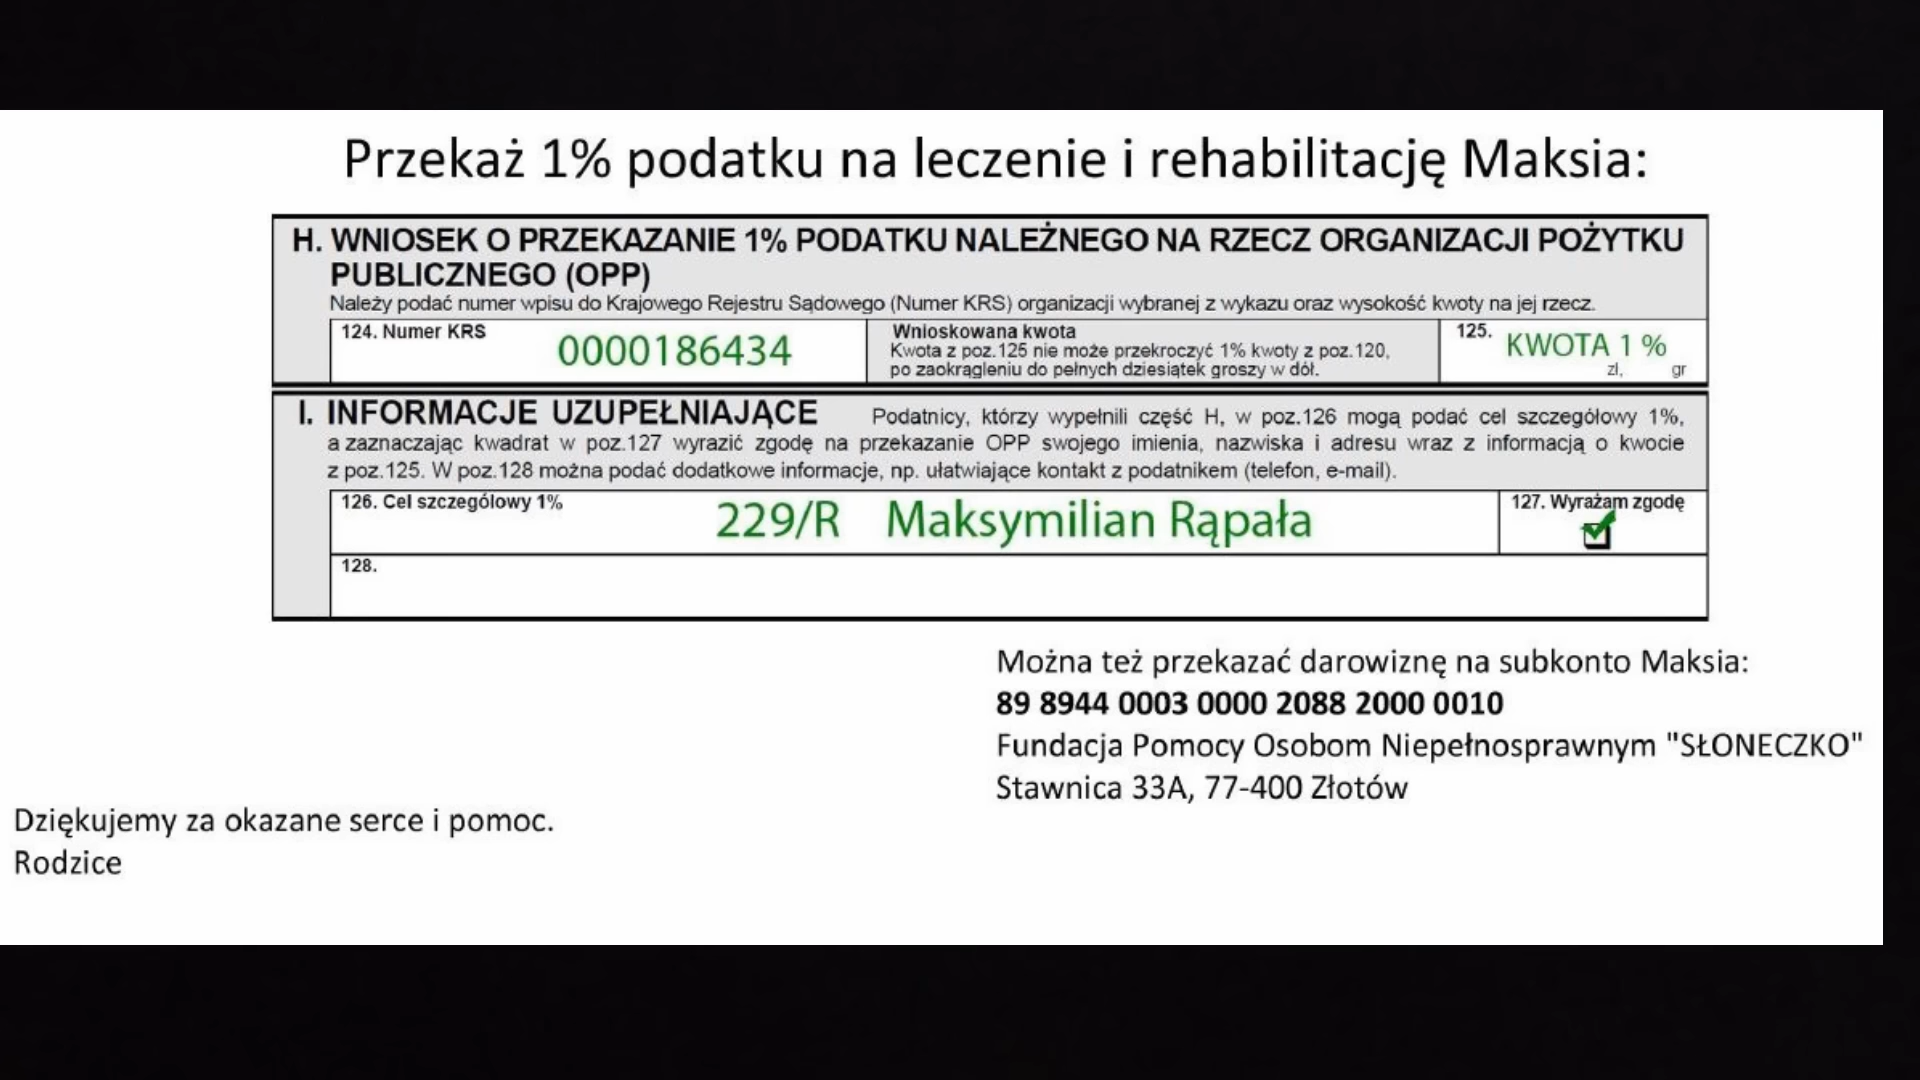 Przekaż 1% podatku na leczenie i rehabilitację Maksia:
H. WNIOSEK O PRZEKAZANIE 1% PODATKU NALEŻNEGO NA RZECZ ORGANIZACJI POŻYTKU
PUBLICZNEGO (OPP)
Należy podać numer wpisu do Krajowego Rejestru Sądowego (Numer KRS) organizacji wybranej z wykazu oraz wysokość kwoty na jej rzecz.
124. Numer KRS
0000186434
Wnioskowana kwota
Kwota z poz.125 nie może przekroczyć 1% kwoty z poz.120,
po zaokrągleniu do pełnych dziesiątek groszy w dół.
125.
KWOTA 1 %
zł, gr
I. INFORMACJE UZUPEŁNIAJĄCE Podatnicy, którzy wypełnili część H, w poz.126 mogą podać cel szczegółowy 1%,
a zaznaczając kwadrat w poz.127 wyrazić zgodę na przekazanie OPP swojego imienia, nazwiska i adresu wraz z informacją o kwocie
z poz.125. W poz.128 można podać dodatkowe informacje, np. ułatwiające kontakt z podatnikiem (telefon, e-mail).
126. Cel szczegółowy 1%
229/R Maksymilian Rąpała
127. Wyrażam zgodę
128.
Można też przekazać darowiznę na subkonto Maksia:
89 8944 0003 0000 2088 2000 0010
Fundacja Pomocy Osobom Niepełnosprawnym "SŁONECZKO"
Stawnica 33A, 77-400 Złotów
Dziękujemy za okazane serce i pomoc.
Rodzice